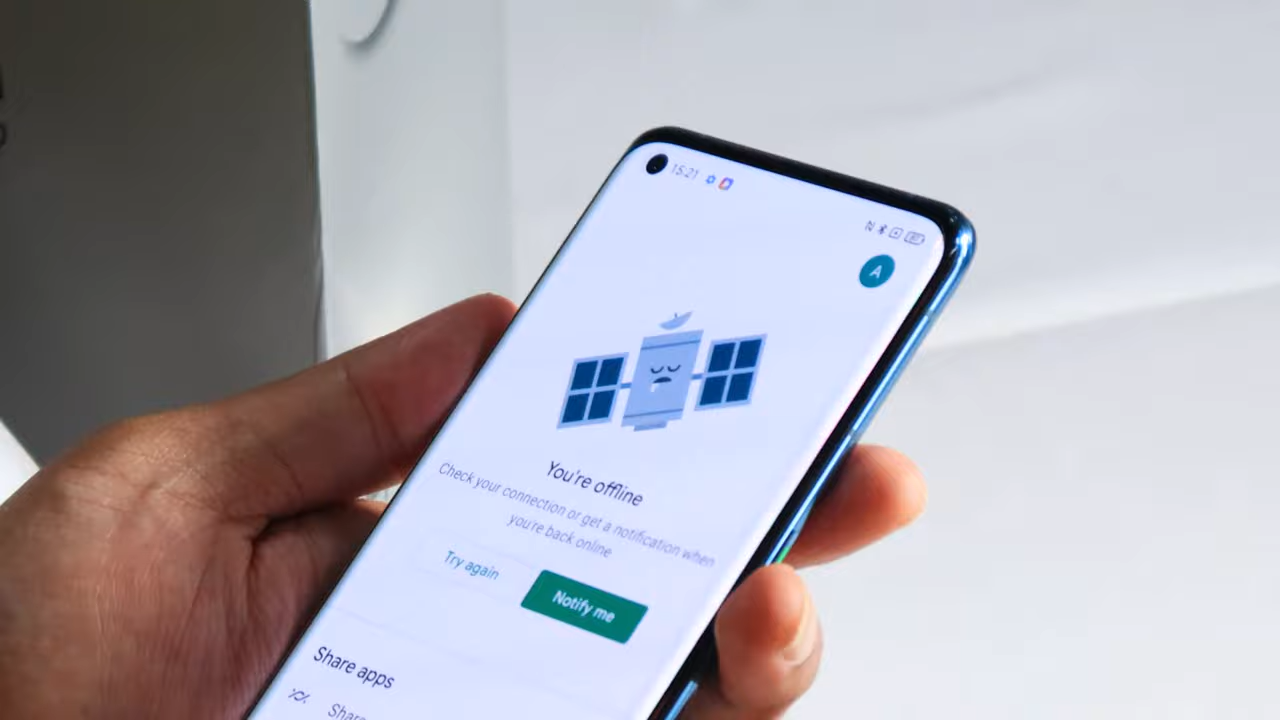 15:21
A
You're offline
Check your connection or get a notification when
you're back online
Try again
Notify me
Share apps
Share